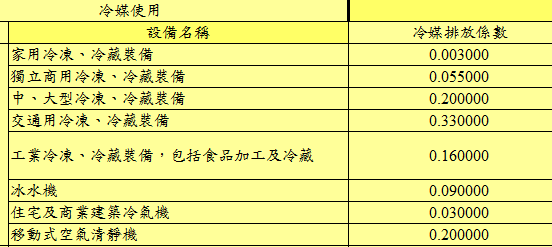 冷媒使用
設備名稱 冷媒排放係數
家用冷凍、冷藏裝備 0.003000
獨立商用冷凍、冷藏裝備 0.055000
中、大型冷凍、冷藏裝備 0.200000
交通用冷凍、冷藏裝備 0.330000
工業冷凍、冷藏裝備，包括食品加工及冷藏 0.160000
冰水機 0.090000
住宅及商業建築冷氣機 0.030000
移動式空氣清靜機 0.200000